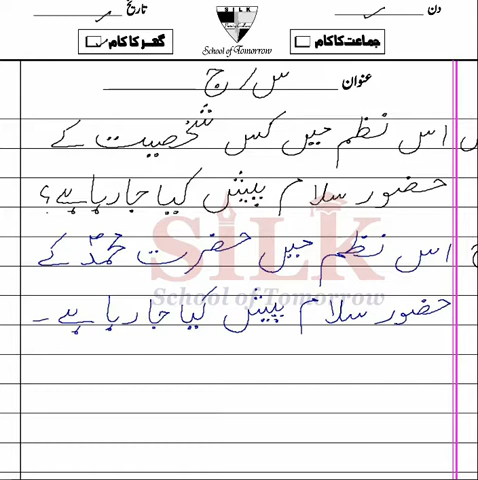 دن
SILK
تاریخ
جماعت کا کام
School of Tomorrow
گھر کا کام
عنوان س/ج
س اس نظم میں کس شخصیت کے
حضور سلام پیش کیا جا رہا ہے؟
ج اس نظم میں حضرت محمدؐ کے
حضور سلام پیش کیا جا رہا ہے۔
SILK
School of Tomorrow